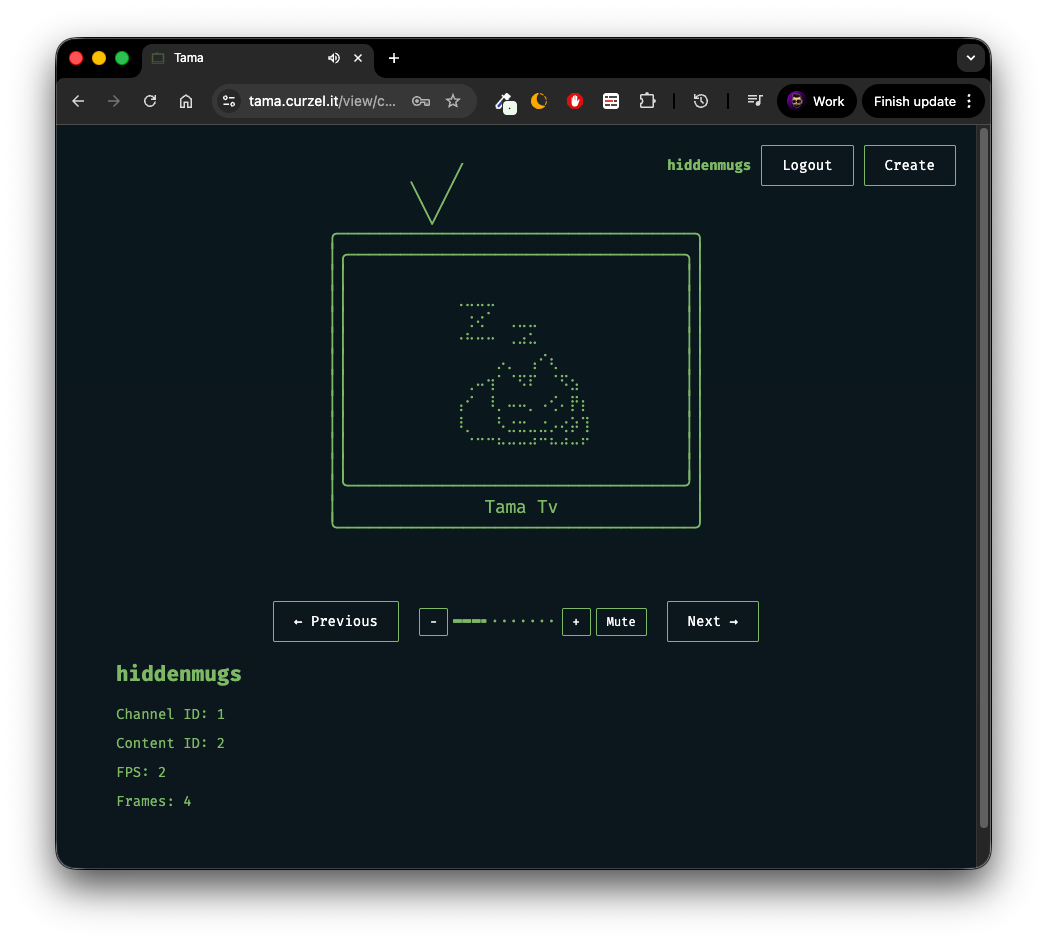 Tama
tama.curzel.it/view/c...
Work
Finish update
hiddenmugs
Logout
Create
Z z
Tama Tv
← Previous
-
+
Mute
Next →
hiddenmugs
Channel ID: 1
Content ID: 2
FPS: 2
Frames: 4